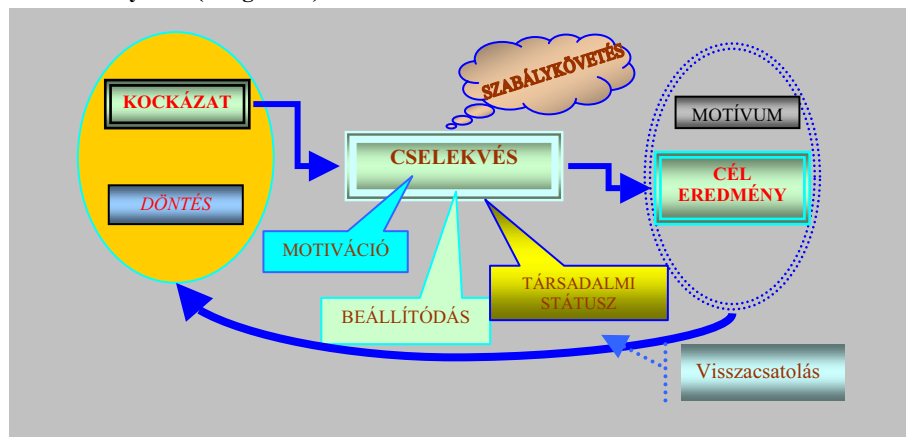 SZABÁLYKÖVETÉS
KOCKÁZAT
MOTÍVUM
CSELEKVÉS
CÉL
EREDMÉNY
DÖNTÉS
MOTIVÁCIÓ
TÁRSADALMI
STÁTUSZ
BEÁLLÍTÓDÁS
Visszacsatolás